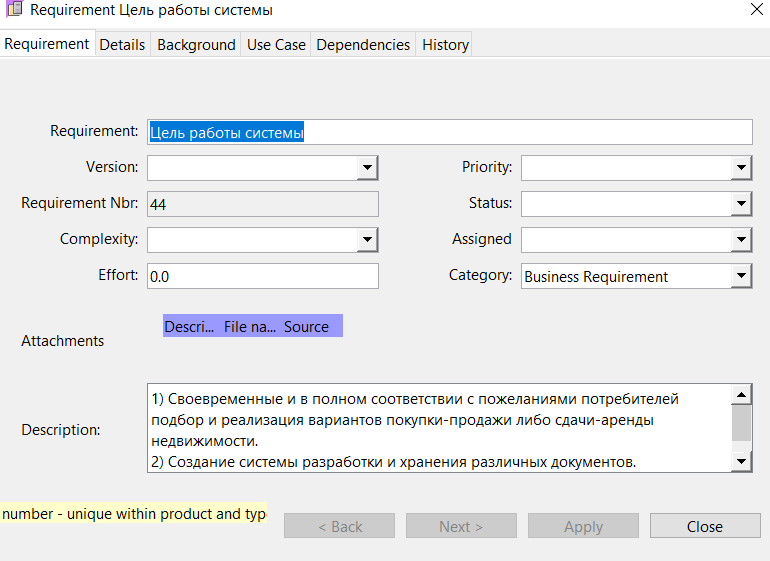 Requirement Цель работы системы
Requirement Details Background Use Case Dependencies History
Requirement: Цель работы системы
Version: Priority:
Requirement Nbr: 44 Status:
Complexity: Assigned
Effort: 0.0 Category: Business Requirement
Descri... File na... Source
Attachments
1) Своевременные и в полном соответствии с пожеланиями потребителей
подбор и реализация вариантов покупки-продажи либо сдачи-аренды
Description: недвижимости.
2) Создание системы разработки и хранения различных документов.
number - unique within product and typ
< Back Next > Apply Close